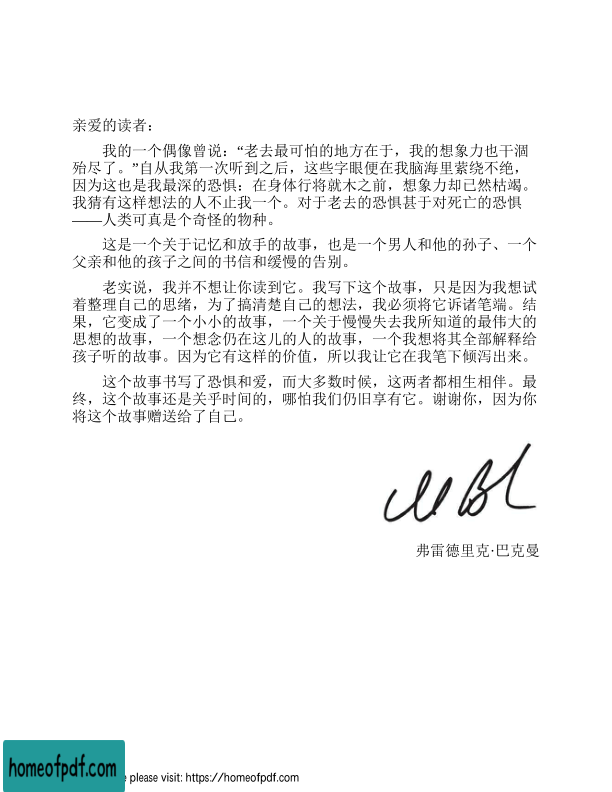 亲爱的读者：
我的一个偶像曾说：“老去最可怕的地方在于，我的想象力也干涸
殆尽了。”自从我第一次听到之后，这些字眼便在我脑海里萦绕不绝，
因为这也是我最深的恐惧：在身体行将就木之前，想象力却已然枯竭。
我猜有这样想法的人不止我一个。对于老去的恐惧甚于对死亡的恐惧
——人类可真是个奇怪的物种。
这是一个关于记忆和放手的故事，也是一个男人和他的孙子、一个
父亲和他的孩子之间的书信和缓慢的告别。
老实说，我并不想让你读到它。我写下这个故事，只是因为我想试
着整理自己的思绪，为了搞清楚自己的想法，我必须将它诉诸笔端。结
果，它变成了一个小小的故事，一个关于慢慢失去我所知道的最伟大的
思想的故事，一个想念仍在这儿的人的故事，一个我想将其全部解释给
孩子听的故事。因为它有这样的价值，所以我让它在我笔下倾泻出来。
这个故事书写了恐惧和爱，而大多数时候，这两者都相生相伴。最
终，这个故事还是关乎时间的，哪怕我们仍旧享有它。谢谢你，因为你
将这个故事赠送给了自己。
弗雷德里克·巴克曼
homeofpdf.com
please visit: https://homeofpdf.com